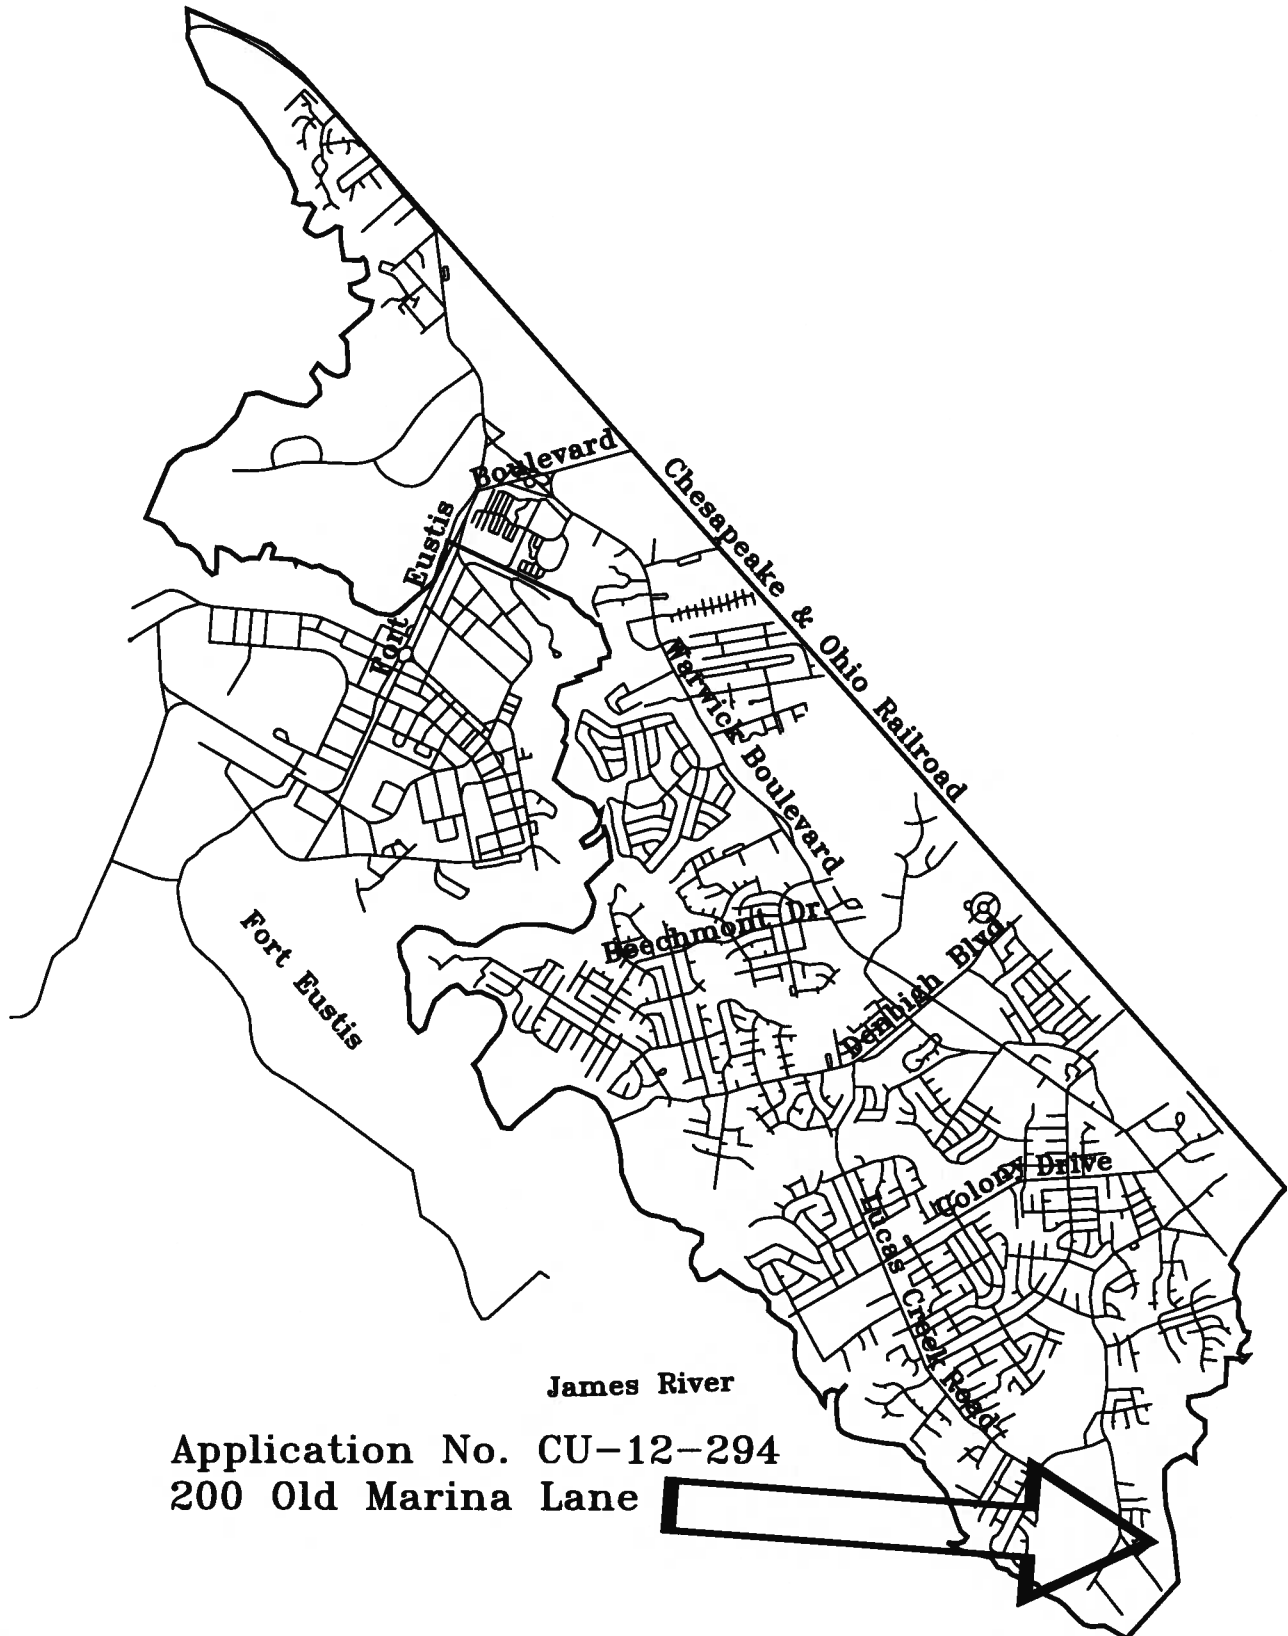 Boulevard
Chesapeake & Ohio Railroad
Fort Eustis
Warwick Boulevard
Beechmont Dr.
Denbigh Blvd.
Fort Eustis
Colony Drive
Lucas Creek Road
James River
Application No. CU-12-294
200 Old Marina Lane